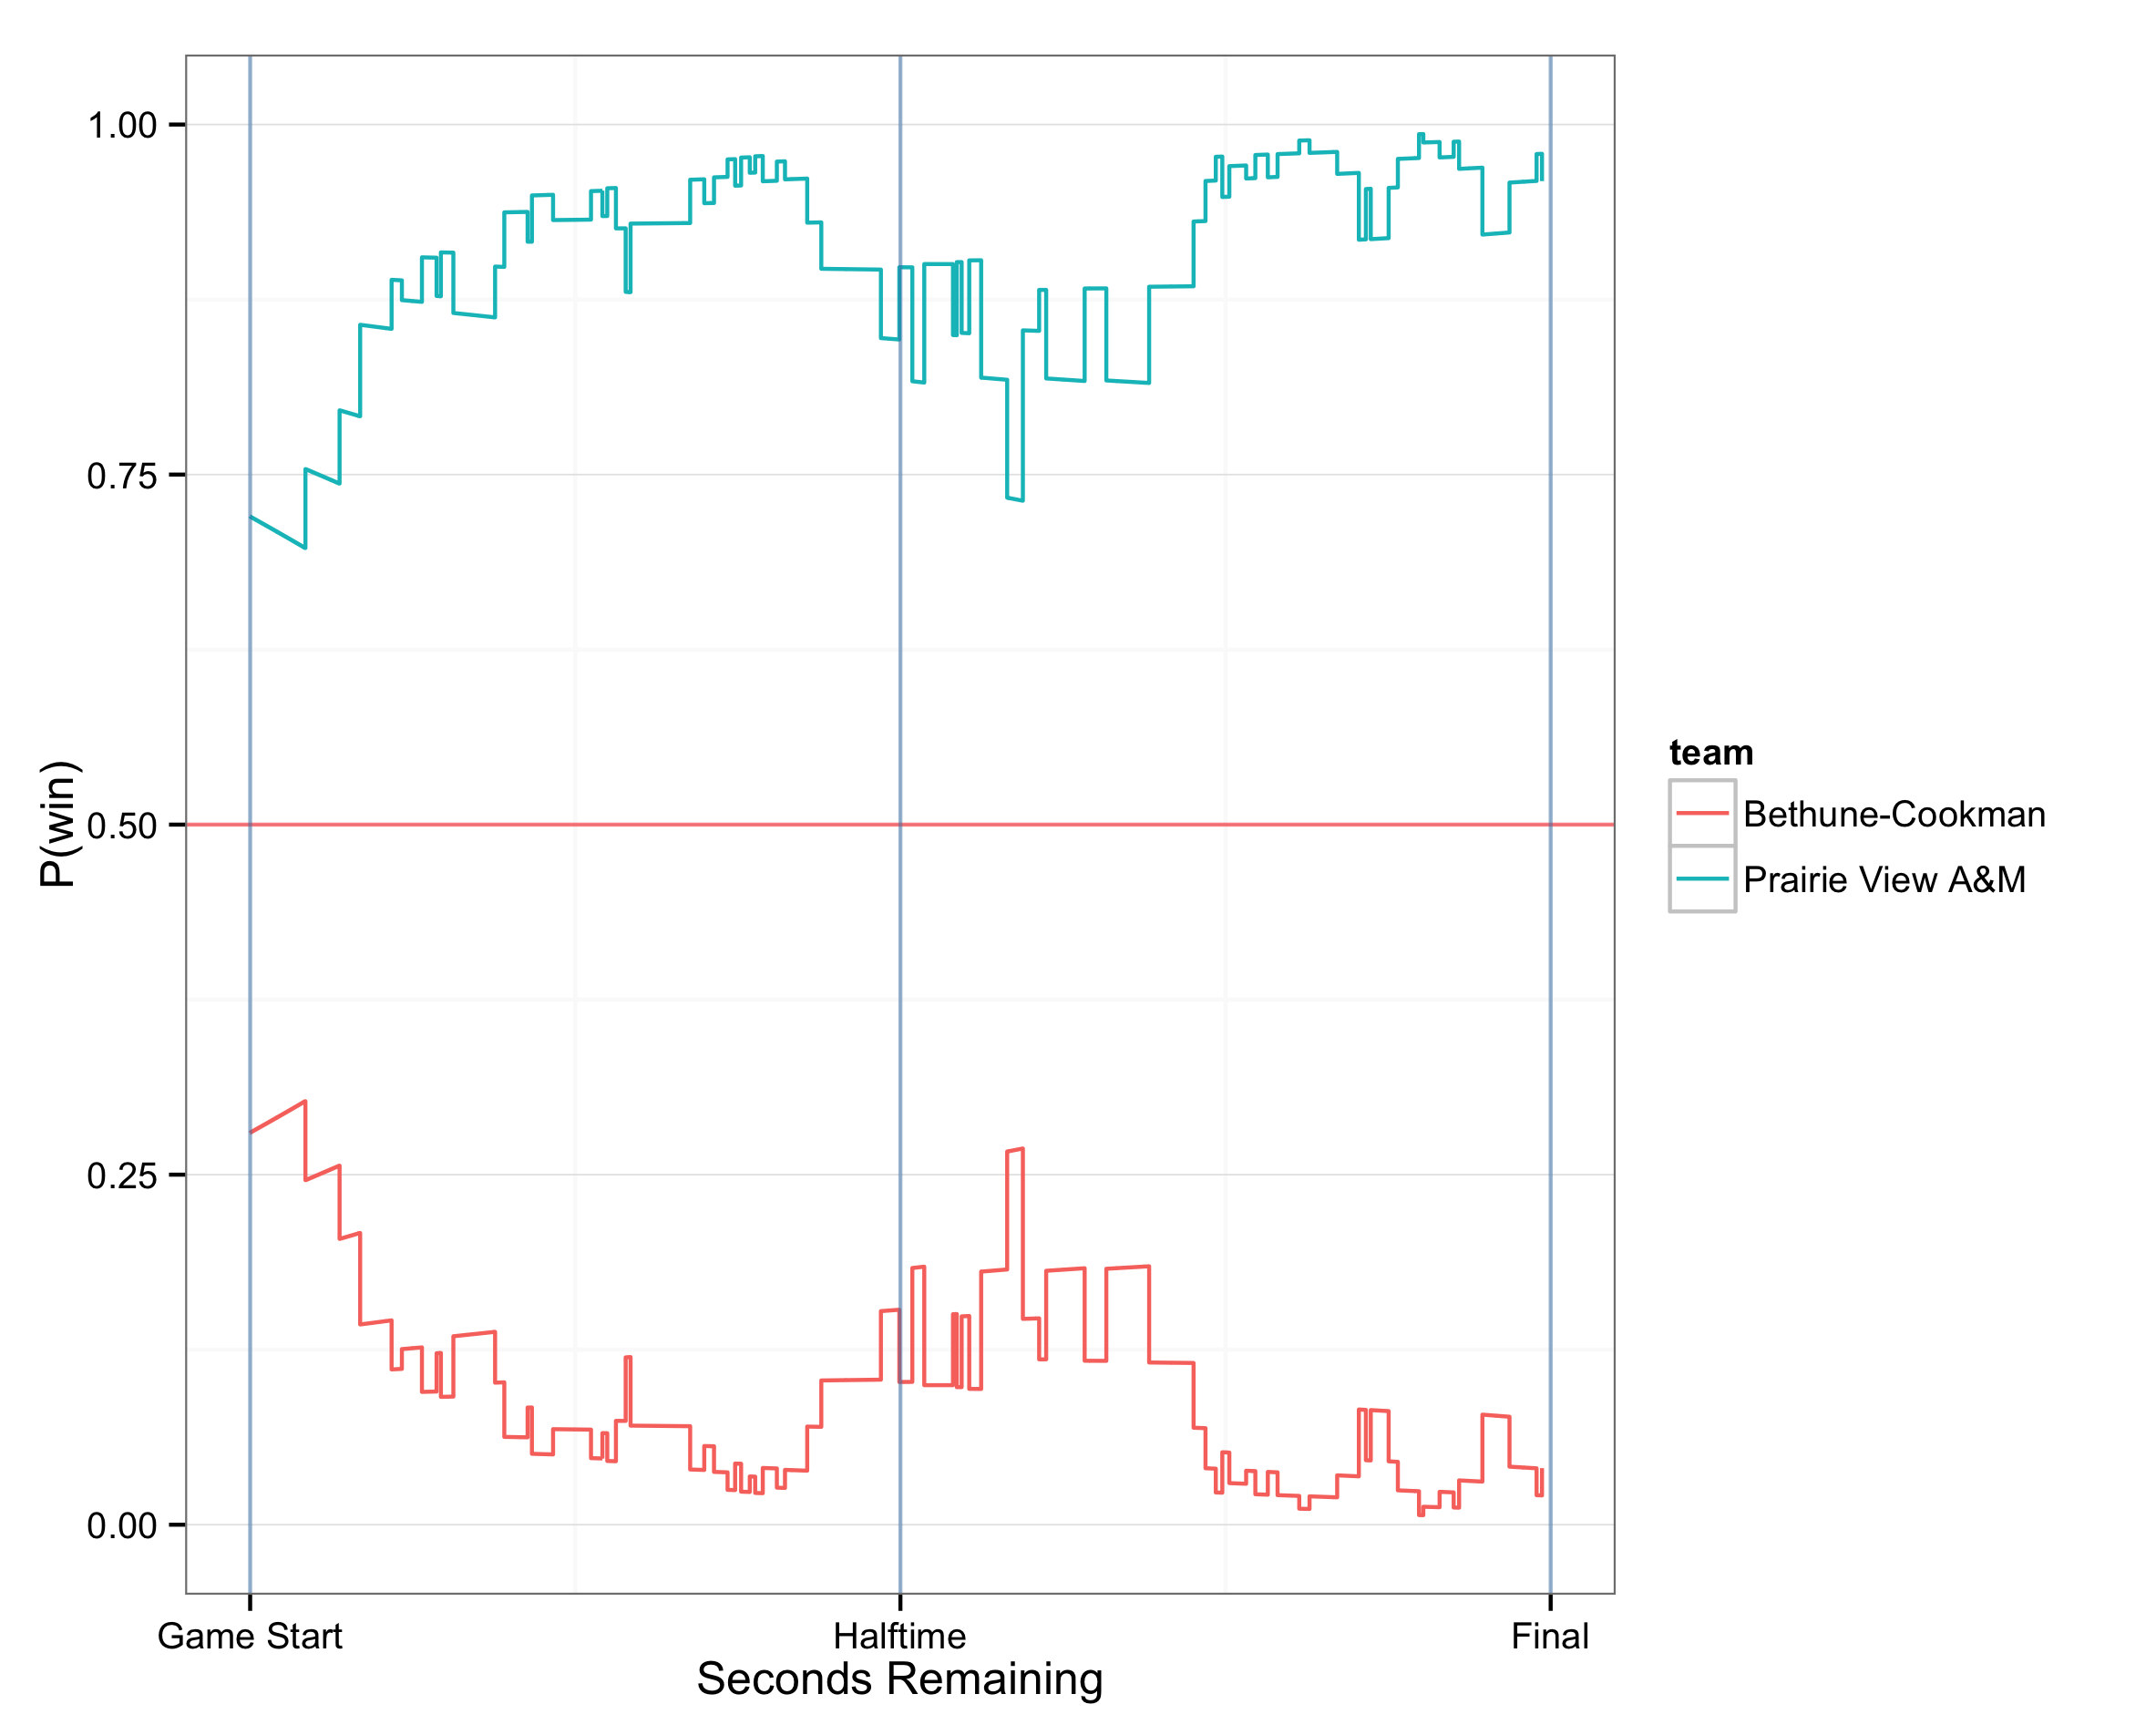 1.00
0.75
0.50
0.25
0.00
P(win)
Game Start
Halftime
Final
Seconds Remaining
team
Bethune-Cookman
Prairie View A&M